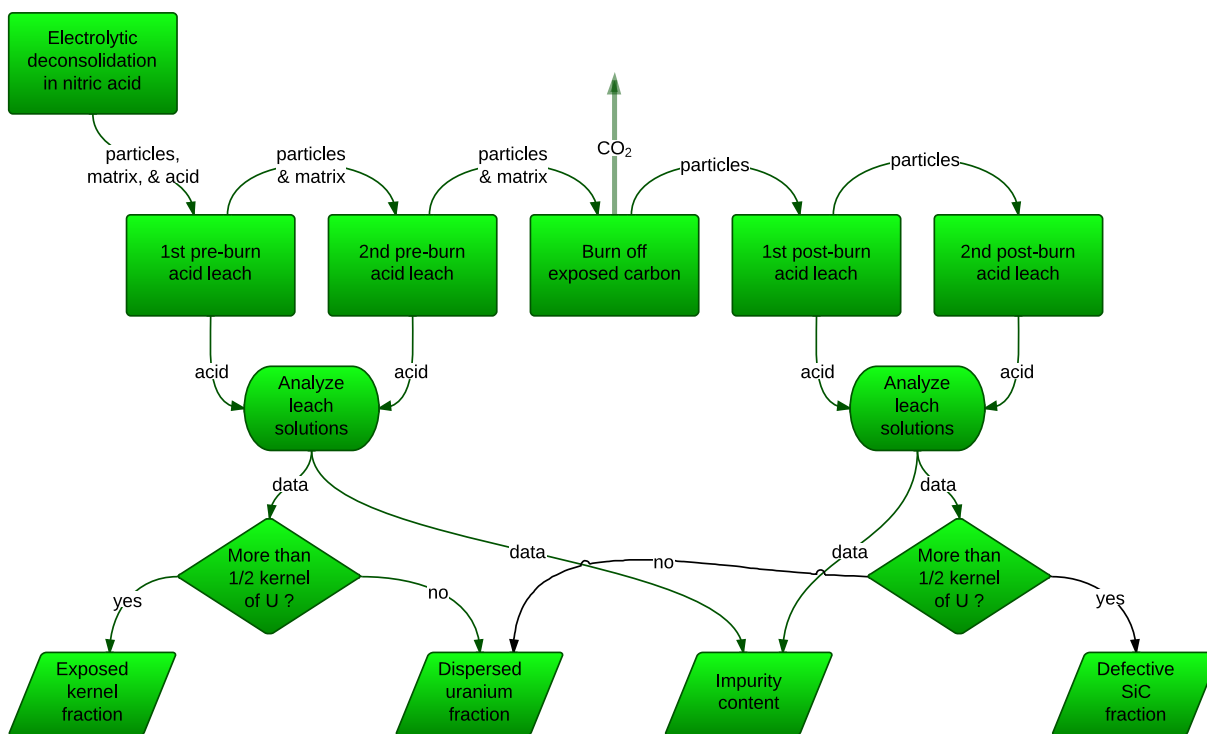 Electrolytic
deconsolidation
in nitric acid
particles,
matrix, & acid
particles
& matrix
particles
& matrix
CO₂
particles
particles
1st pre-burn
acid leach
2nd pre-burn
acid leach
Burn off
exposed carbon
1st post-burn
acid leach
2nd post-burn
acid leach
acid
Analyze
leach
solutions
acid
acid
Analyze
leach
solutions
acid
data
data
More than
1/2 kernel
of U ?
data
no
data
More than
1/2 kernel
of U ?
yes
no
yes
Exposed
kernel
fraction
Dispersed
uranium
fraction
Impurity
content
Defective
SiC
fraction